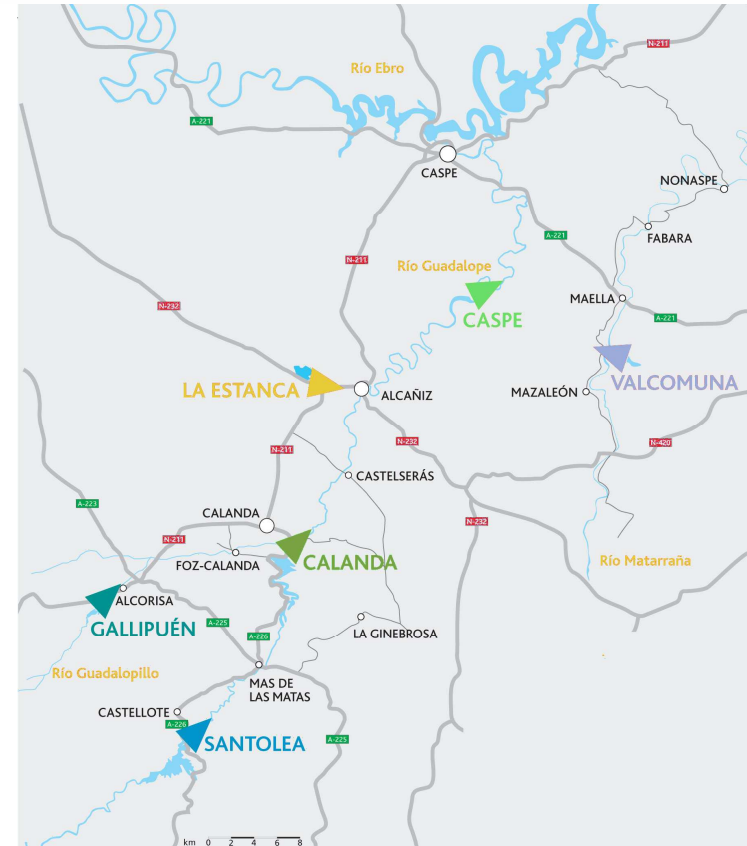 N-211
Río Ebro
A-221
CASPE
NONASPE
FABARA
A-221
N-211
Río Guadalope
CASPE
MAELLA
N-232
A-221
VALCOMUNA
LA ESTANCA
ALCAÑIZ
MAZALEÓN
N-232
N-420
N-211
CASTELSERÁS
A-223
CALANDA
N-232
N-211
FOZ-CALANDA
CALANDA
Río Matarraña
ALCORISA
GALLIPUÉN
A-225
A-226
LA GINEBROSA
Río Guadalopillo
MAS DE
LAS MATAS
CASTELLOTE
A-226
SANTOLEA
A-225
km 0 2 4 6 8